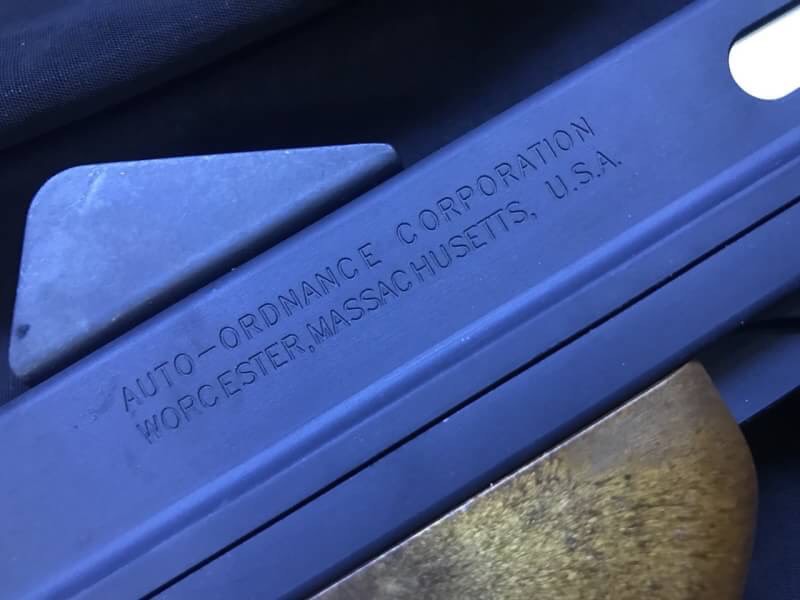 AUTO-ORDNANCE CORPORATION
WORCESTER, MASSACHUSETTS, U.S.A.